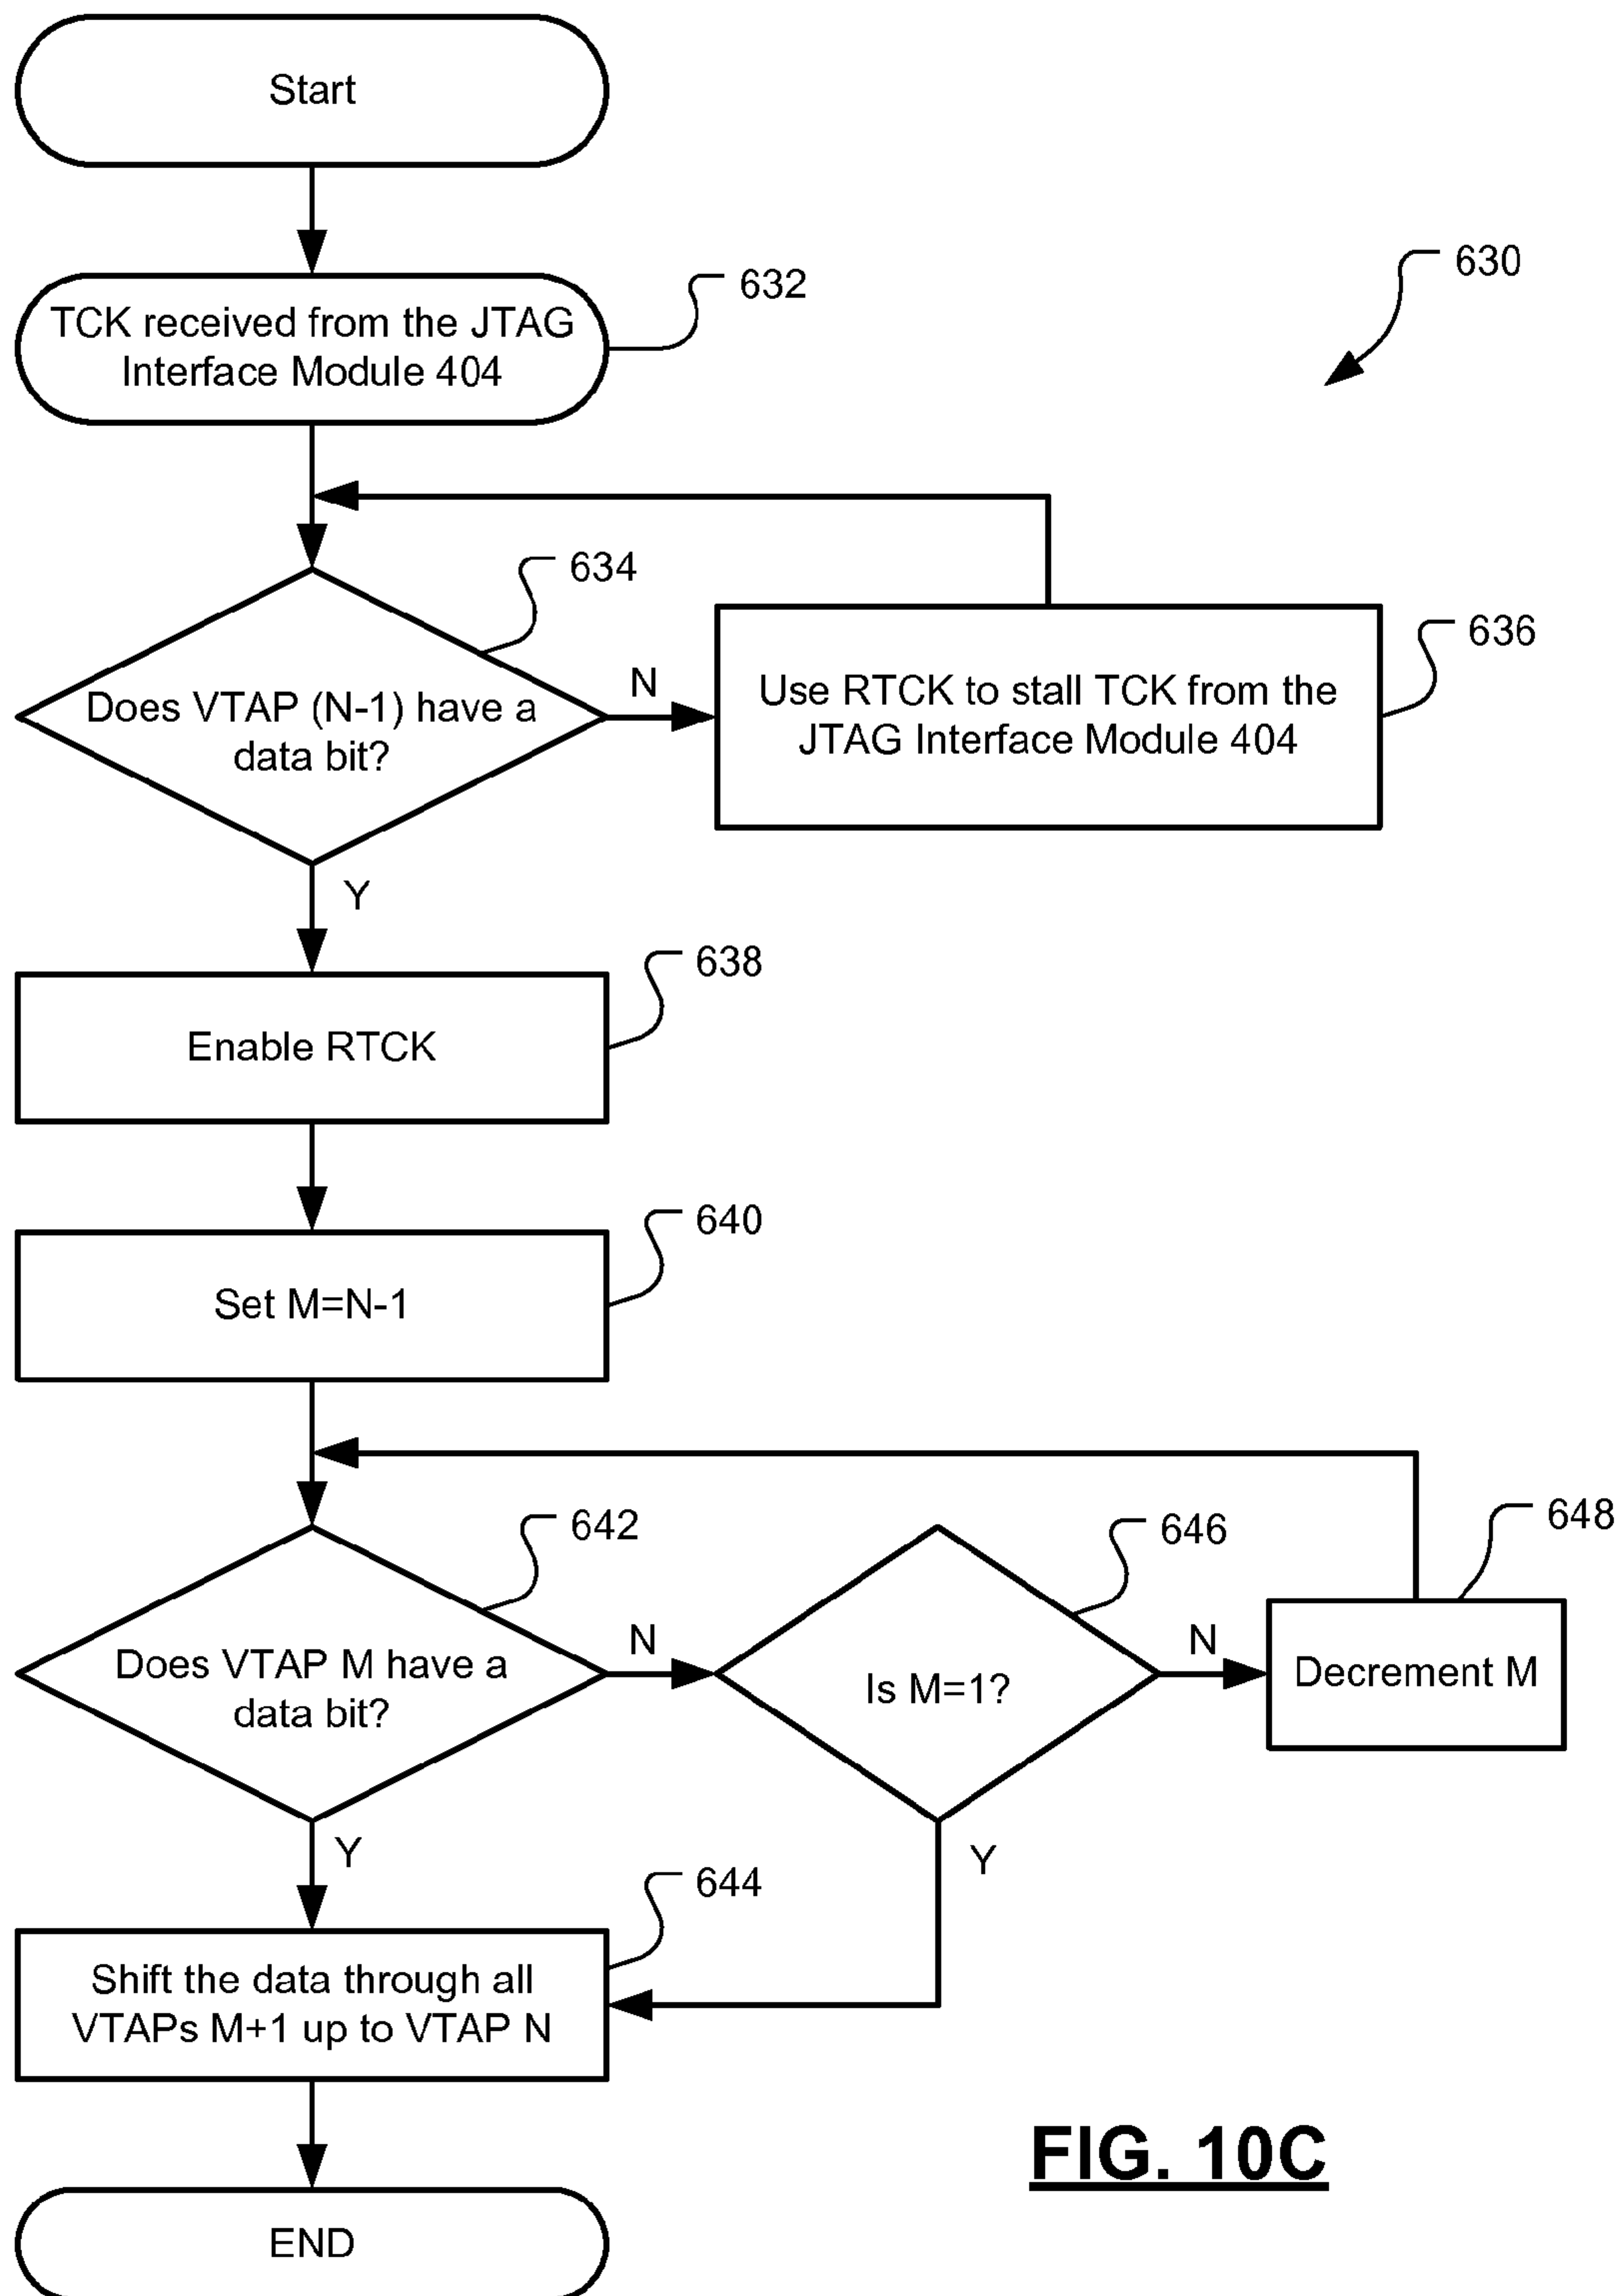 Start
TCK received from the JTAG
Interface Module 404
632
630
Does VTAP (N-1) have a
data bit?
634
N
Y
Use RTCK to stall TCK from the
JTAG Interface Module 404
636
Enable RTCK
638
Set M=N-1
640
Does VTAP M have a
data bit?
642
N
Y
Is M=1?
646
N
Y
Decrement M
648
Shift the data through all
VTAPs M+1 up to VTAP N
644
END
FIG. 10C